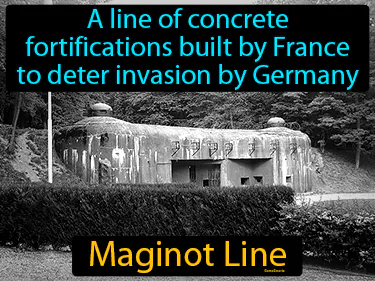 A line of concrete
fortifications built by France
to deter invasion by Germany
Maginot Line